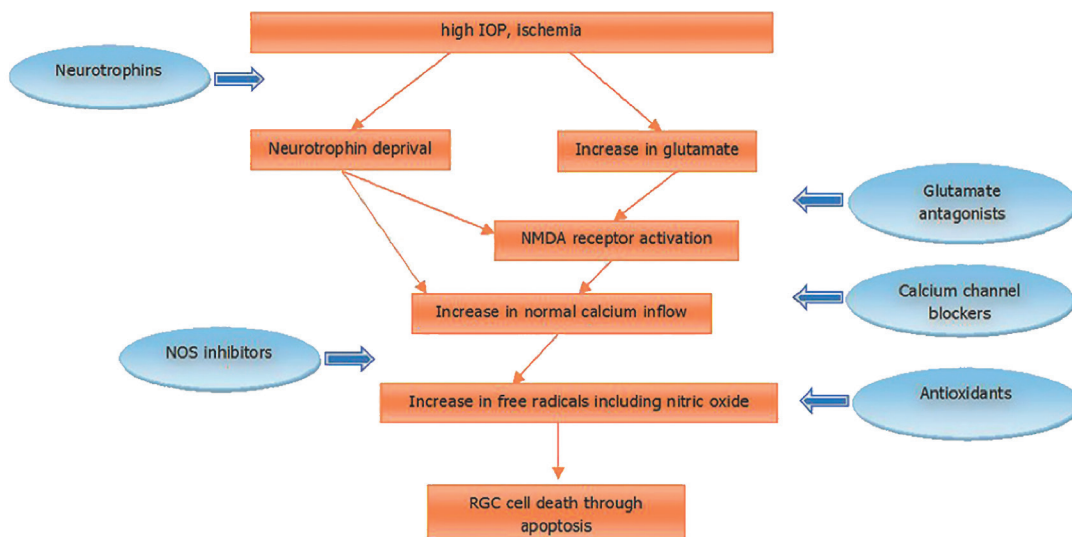 high IOP, ischemia
Neurotrophins
Neurotrophin deprival
Increase in glutamate
Glutamate
antagonists
NMDA receptor activation
Calcium channel
blockers
Increase in normal calcium inflow
NOS inhibitors
Increase in free radicals including nitric oxide
Antioxidants
RGC cell death through
apoptosis